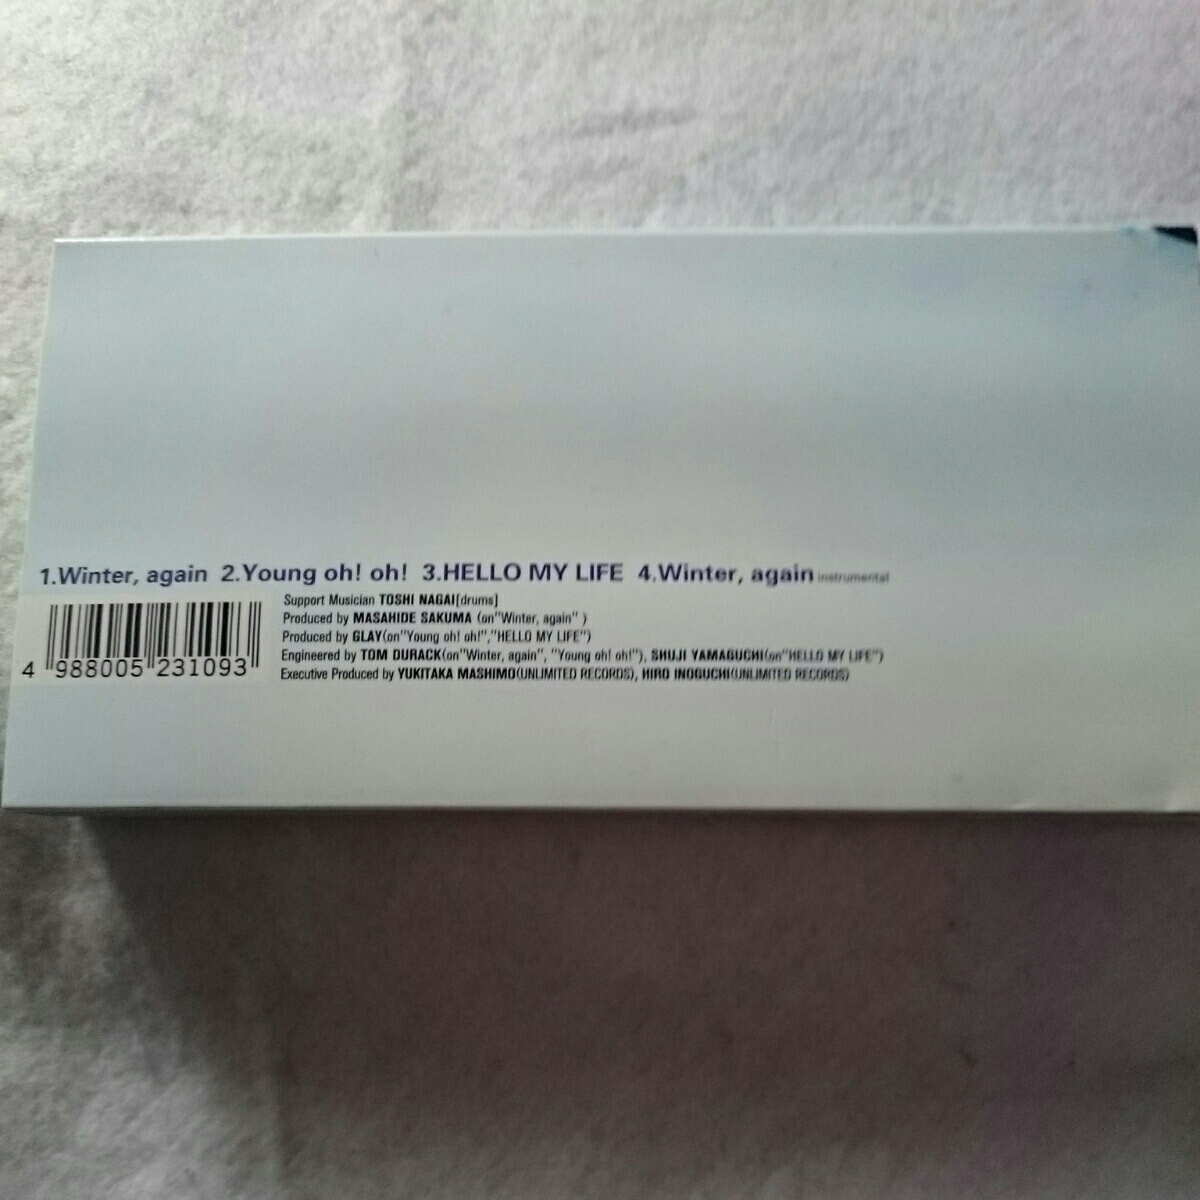 1.Winter, again 2.Young oh! oh! 3.HELLO MY LIFE 4.Winter, again instrumental
Support Musician TOSHI NAGAI[drums]
Produced by MASAHIDE SAKUMA (on"Winter, again" )
Produced by GLAY(on"Young oh! oh!","HELLO MY LIFE")
Engineered by TOM DURACK(on"Winter, again", "Young oh! oh!"), SHUJI YAMAGUCHI(on"HELLO MY LIFE")
Executive Produced by YUKITAKA MASHIMO(UNLIMITED RECORDS), HIRO INOGUCHI(UNLIMITED RECORDS)
4 988005 231093